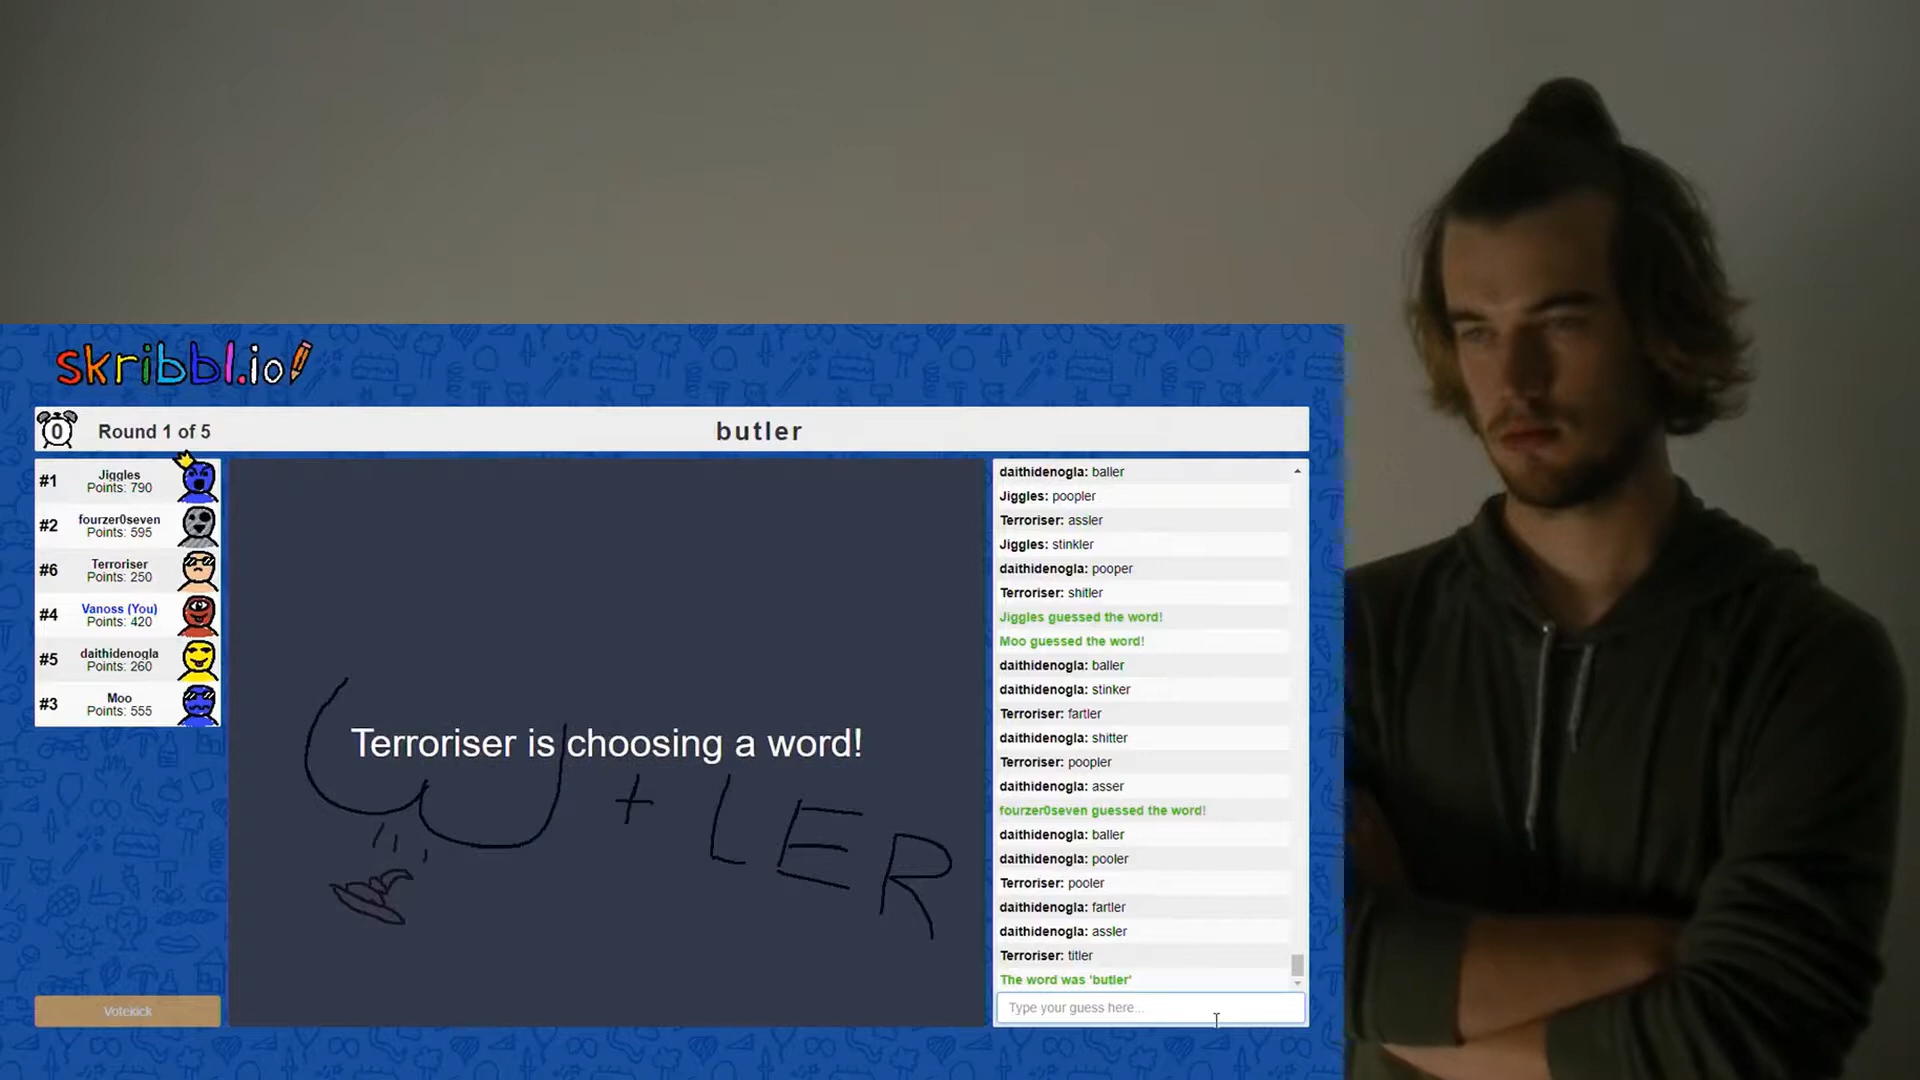 skribbl.io
0
Round 1 of 5
butler
#1
Jiggles
Points: 790
#2
fourzer0seven
Points: 595
#6
Terroriser
Points: 250
#4
Vanoss (You)
Points: 420
#5
daithidenogla
Points: 260
#3
Moo
Points: 555
Votekick
Terroriser is choosing a word!
+ LER
daithidenogla: baller
Jiggles: poopler
Terroriser: assler
Jiggles: stinkler
daithidenogla: pooper
Terroriser: shitler
Jiggles guessed the word!
Moo guessed the word!
daithidenogla: baller
daithidenogla: stinker
Terroriser: fartler
daithidenogla: shitter
Terroriser: poopler
daithidenogla: asser
fourzer0seven guessed the word!
daithidenogla: baller
daithidenogla: pooler
Terroriser: pooler
daithidenogla: fartler
daithidenogla: assler
Terroriser: titler
The word was 'butler'
Type your guess here...